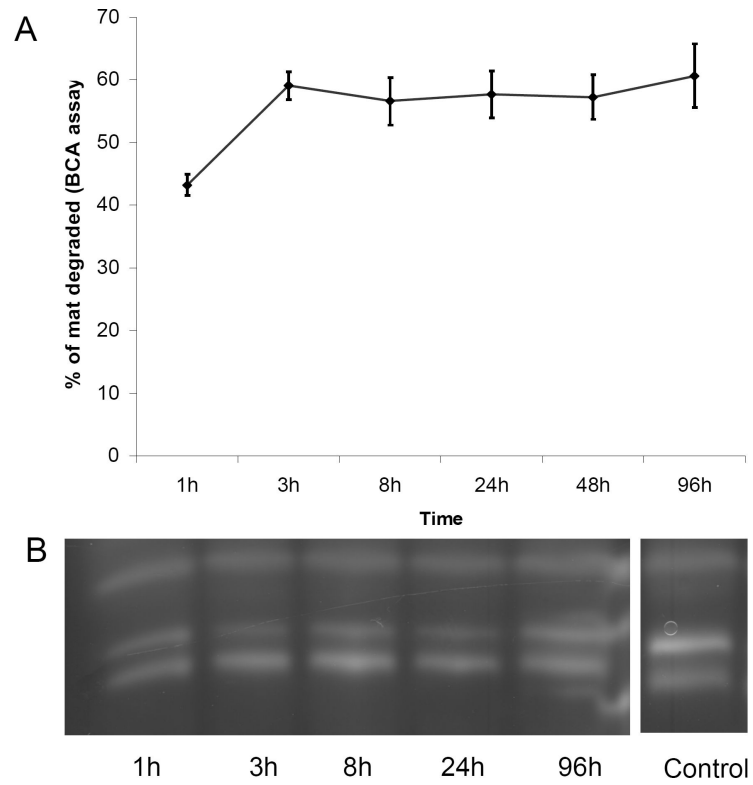 A
% of mat degraded (BCA assay
70
60
50
40
30
20
10
0
1h 3h 8h 24h 48h 96h
Time
B
1h 3h 8h 24h 96h Control